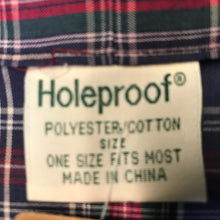 Holeproof®
POLYESTER/COTTON
SIZE
ONE SIZE FITS MOST
MADE IN CHINA